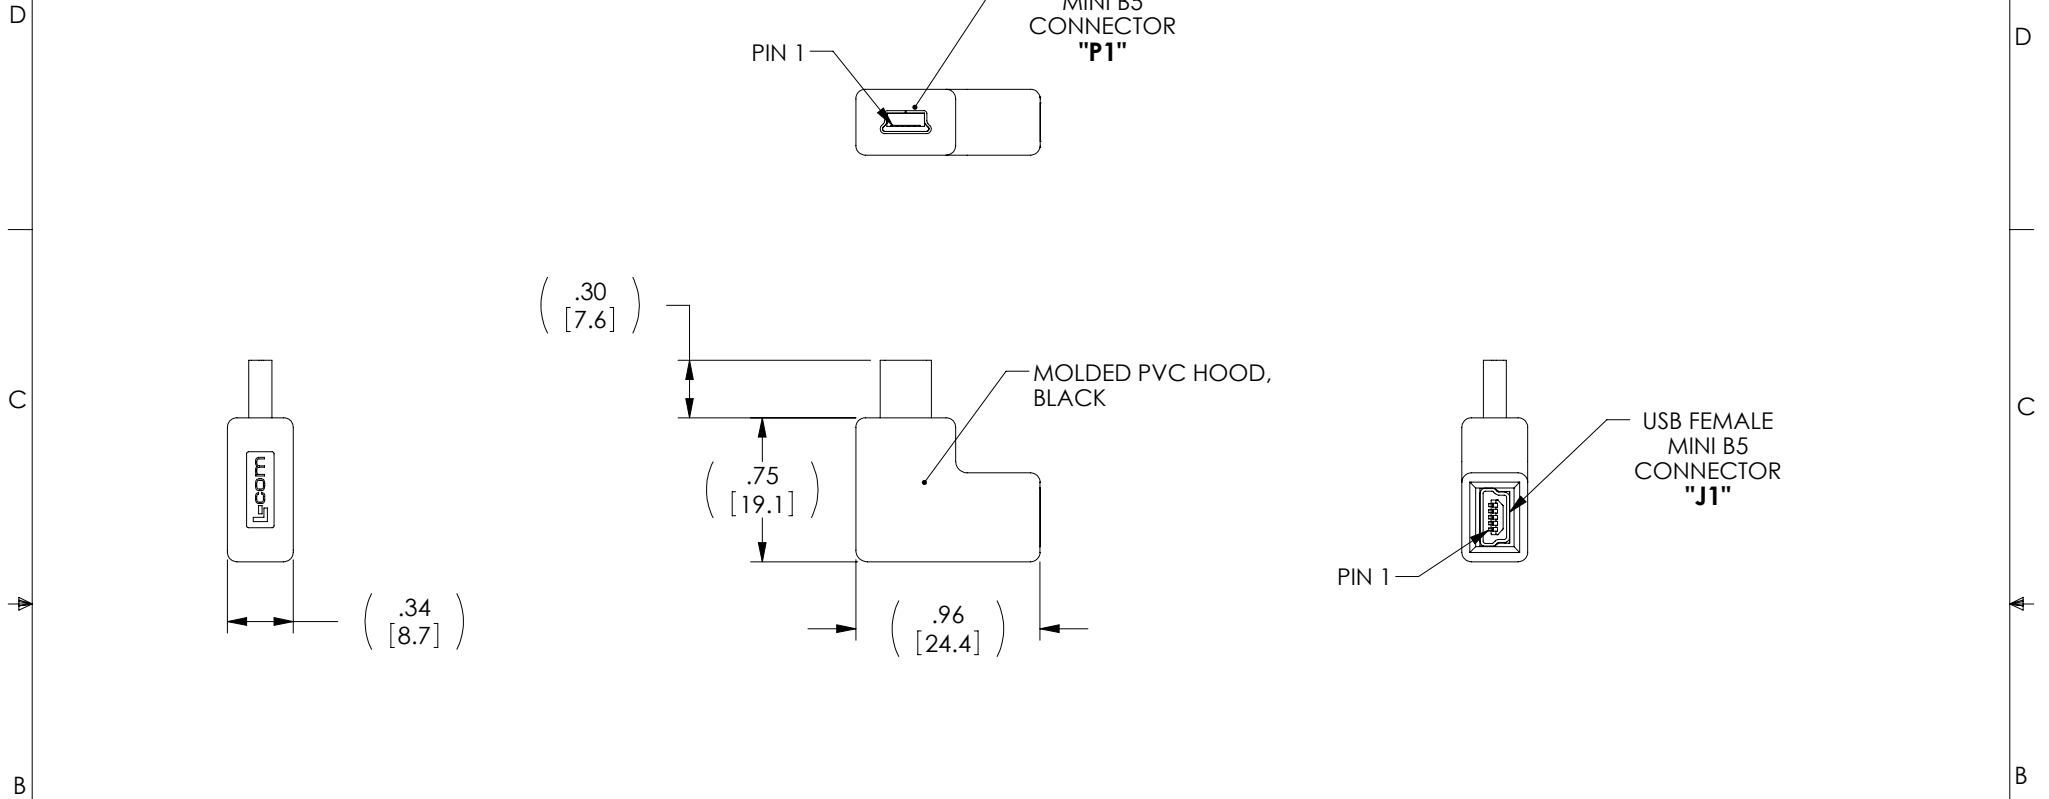 D
MINI B5
CONNECTOR
"P1"
PIN 1
D
.30
[7.6]
MOLDED PVC HOOD,
BLACK
C
C
USB FEMALE
MINI B5
CONNECTOR
"J1"
L-com
.75
[19.1]
PIN 1
.34
[8.7]
.96
[24.4]
B
B